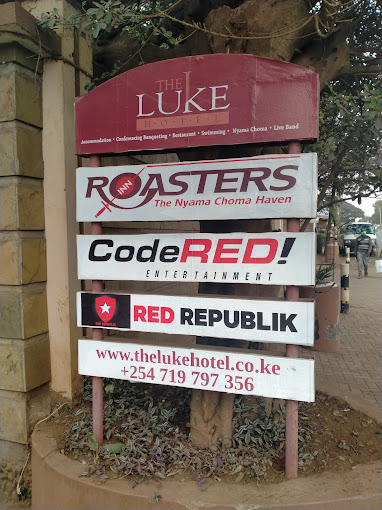 THE
LUKE
HOTEL
Accommodation • Conferencing Banqueting • Restaurant • Swimming • Nyama Choma • Live Band
ROASTERS
INN
The Nyama Choma Haven
CodeRED!
ENTERTAINMENT
RED REPUBLIK
www.thelukehotel.co.ke
+254 719 797 356